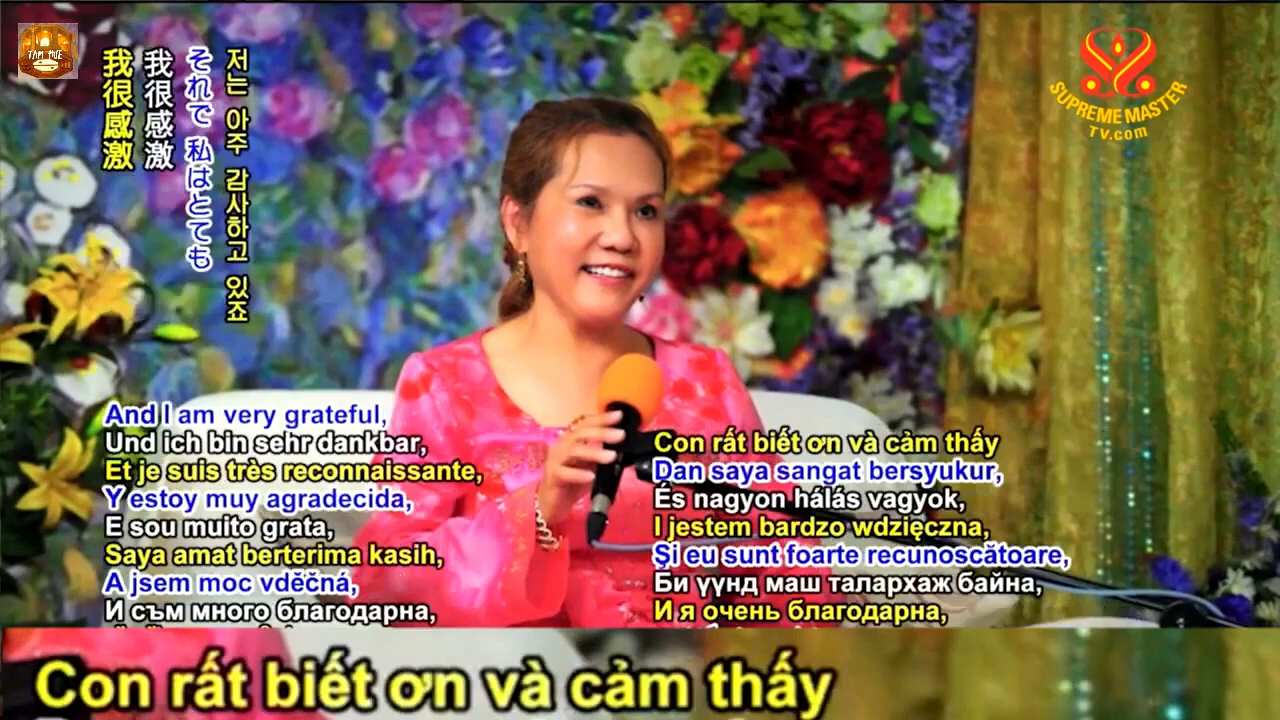 TÂM TUỆ
我很感激
我很感激
それで 私はとても
저는 아주 감사하고 있죠
SUPREME MASTER
TV.com
And I am very grateful,
Und ich bin sehr dankbar,
Et je suis très reconnaissante,
Y estoy muy agradecida,
E sou muito grata,
Saya amat berterima kasih,
A jsem moc vděčná,
И съм много благодарна,
Con rất biết ơn và cảm thấy
Dan saya sangat bersyukur,
És nagyon hálás vagyok,
I jestem bardzo wdzięczna,
Şi eu sunt foarte recunoscătoare,
Би үүнд маш талархаж байна,
И я очень благодарна,
Con rất biết ơn và cảm thấy